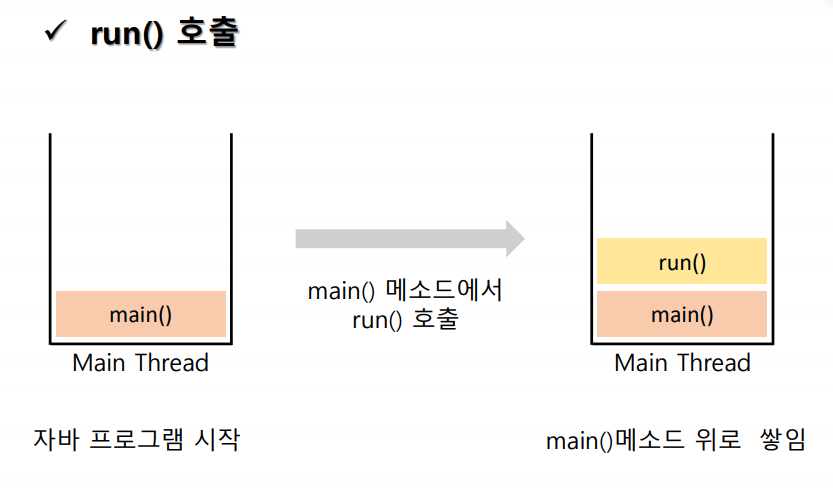 ✓ run() 호출
main()
Main Thread
자바 프로그램 시작
main() 메소드에서
run() 호출
run()
main()
Main Thread
main()메소드 위로 쌓임